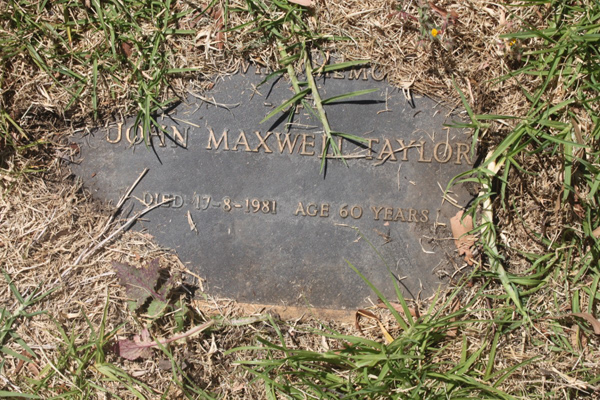 JOHN MAXWELL TAYLOR
DIED 17-8-1981 AGE 60 YEARS